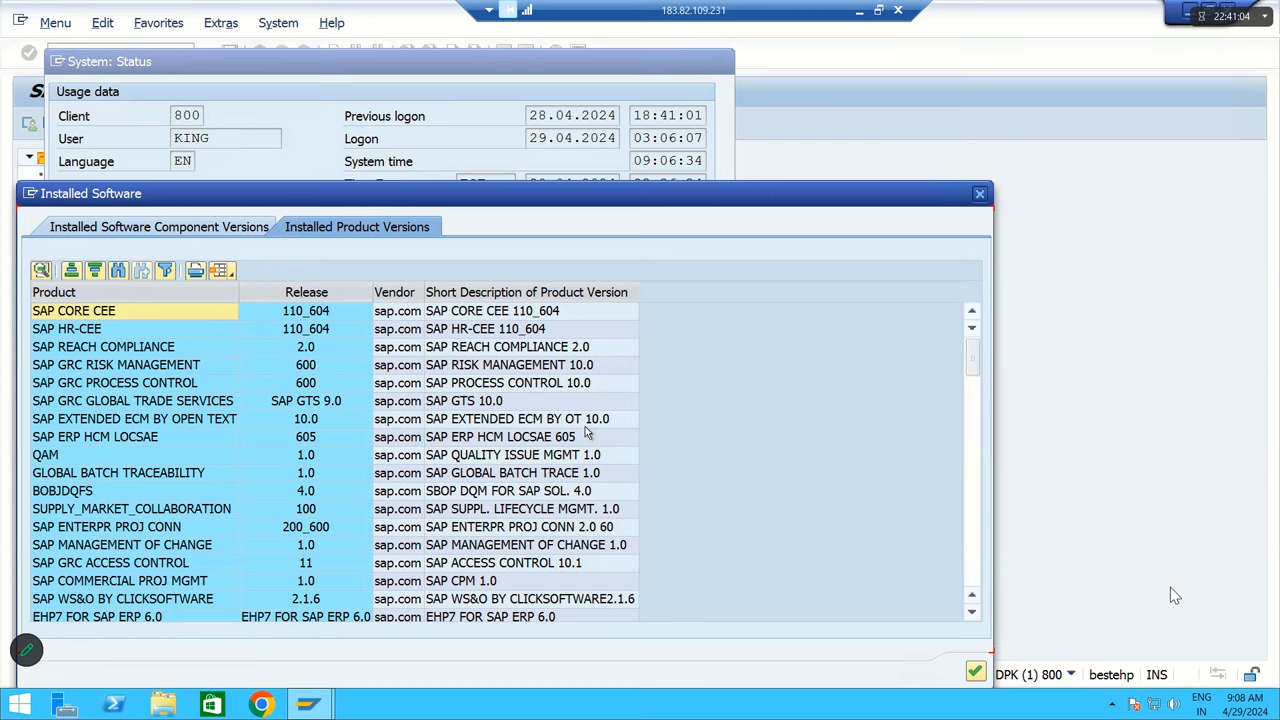 183.82.109.231
22:41:04
Menu Edit Favorites Extras System Help
System: Status
Usage data
Client 800 Previous logon 28.04.2024 18:41:01
User KING Logon 29.04.2024 03:06:07
Language EN System time 09:06:34
Installed Software
Installed Software Component Versions Installed Product Versions
Product Release Vendor Short Description of Product Version
SAP CORE CEE 110_604 sap.com SAP CORE CEE 110_604
SAP HR-CEE 110_604 sap.com SAP HR-CEE 110_604
SAP REACH COMPLIANCE 2.0 sap.com SAP REACH COMPLIANCE 2.0
SAP GRC RISK MANAGEMENT 600 sap.com SAP RISK MANAGEMENT 10.0
SAP GRC PROCESS CONTROL 600 sap.com SAP PROCESS CONTROL 10.0
SAP GRC GLOBAL TRADE SERVICES SAP GTS 9.0 sap.com SAP GTS 10.0
SAP EXTENDED ECM BY OPEN TEXT 10.0 sap.com SAP EXTENDED ECM BY OT 10.0
SAP ERP HCM LOCSAE 605 sap.com SAP ERP HCM LOCSAE 605
QAM 1.0 sap.com SAP QUALITY ISSUE MGMT 1.0
GLOBAL BATCH TRACEABILITY 1.0 sap.com SAP GLOBAL BATCH TRACE 1.0
BOBJDQFS 4.0 sap.com SBOP DQM FOR SAP SOL. 4.0
SUPPLY_MARKET_COLLABORATION 100 sap.com SAP SUPPL. LIFECYCLE MGMT. 1.0
SAP ENTERPR PROJ CONN 200_600 sap.com SAP ENTERPR PROJ CONN 2.0 60
SAP MANAGEMENT OF CHANGE 1.0 sap.com SAP MANAGEMENT OF CHANGE 1.0
SAP GRC ACCESS CONTROL 11 sap.com SAP ACCESS CONTROL 10.1
SAP COMMERCIAL PROJ MGMT 1.0 sap.com SAP CPM 1.0
SAP WS&O BY CLICKSOFTWARE 2.1.6 sap.com SAP WS&O BY CLICKSOFTWARE2.1.6
EHP7 FOR SAP ERP 6.0 EHP7 FOR SAP ERP 6.0 sap.com EHP7 FOR SAP ERP 6.0
DPK (1) 800 bestehp INS
ENG 9:08 AM
IN 4/29/2024